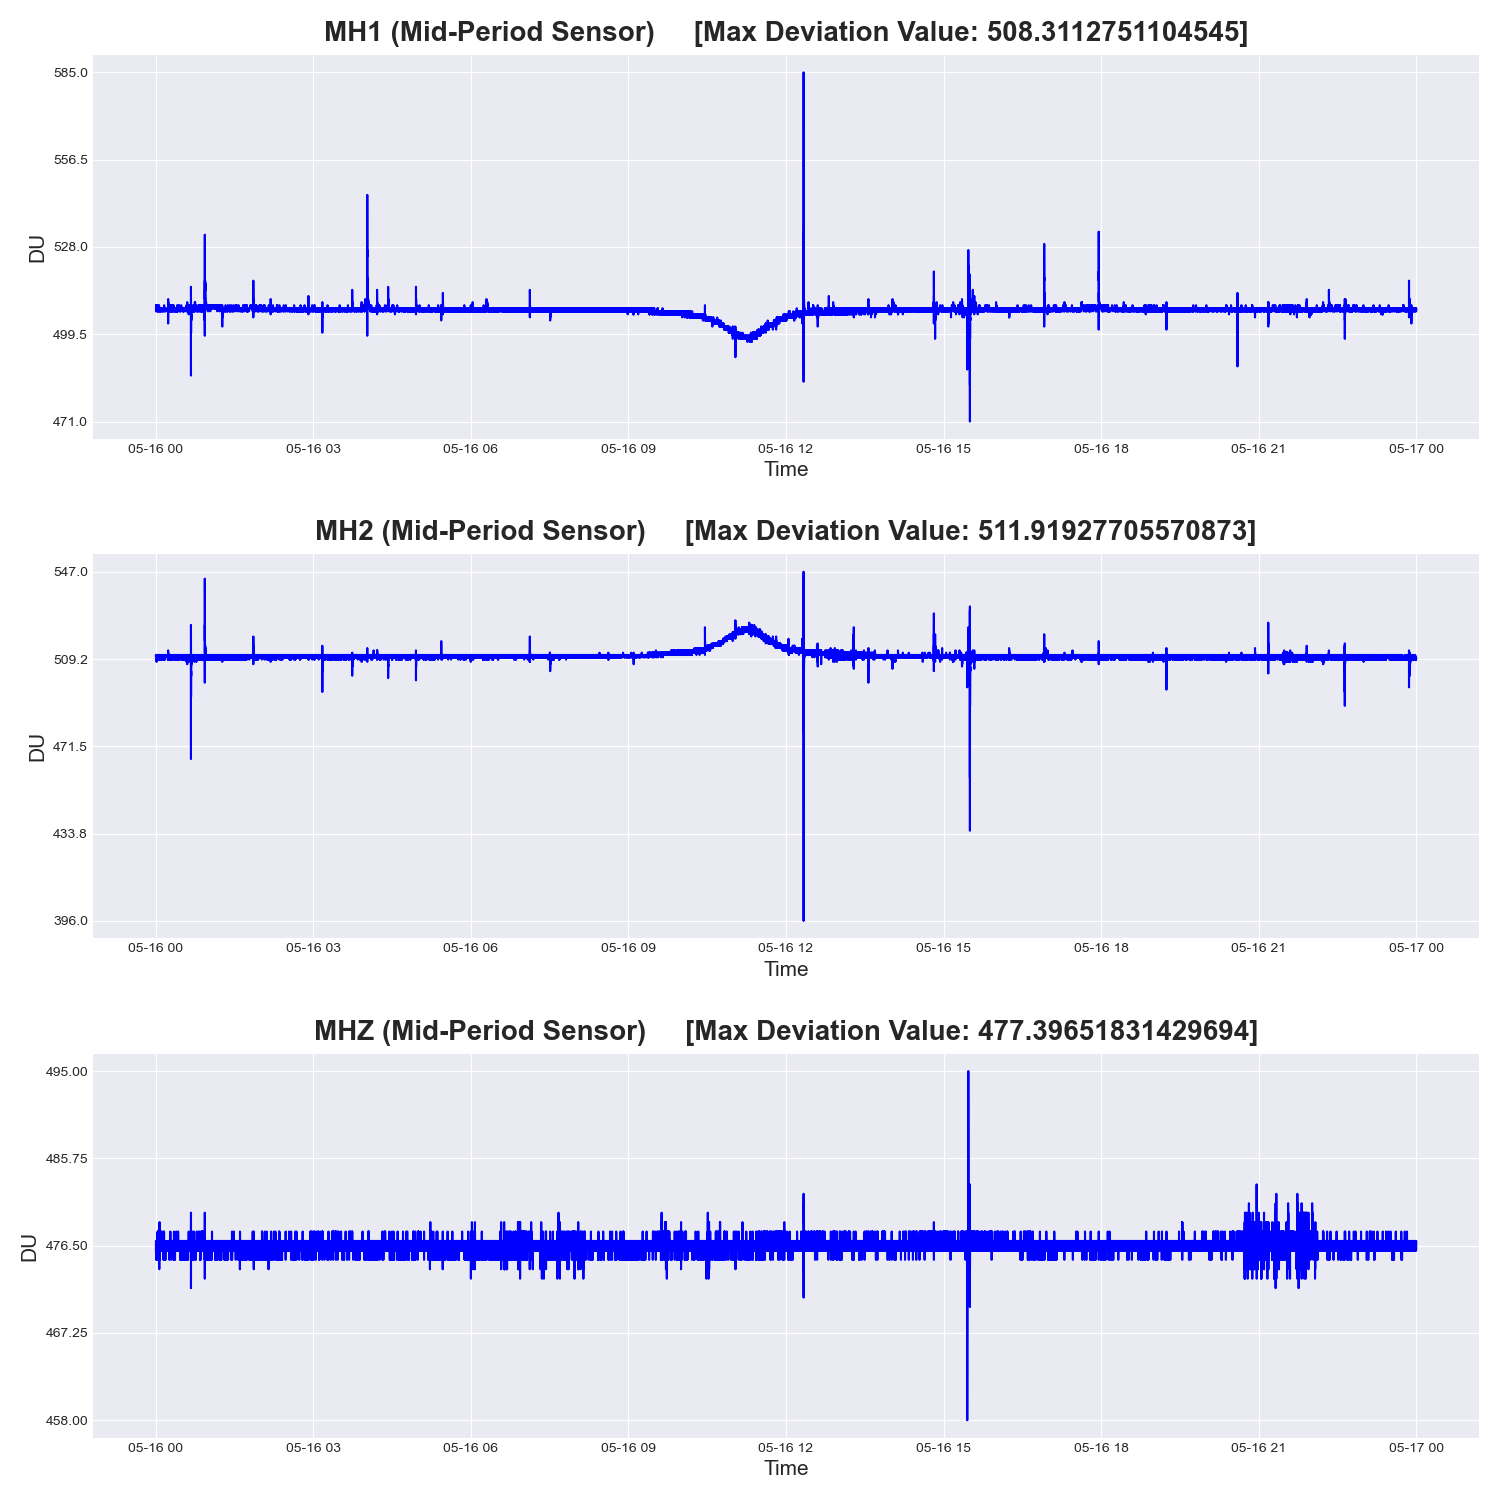 MH1 (Mid-Period Sensor) [Max Deviation Value: 508.3112751104545]
585.0
556.5
528.0
499.5
471.0
DU
05-16 00 05-16 03 05-16 06 05-16 09 05-16 12 05-16 15 05-16 18 05-16 21 05-17 00
Time
MH2 (Mid-Period Sensor) [Max Deviation Value: 511.91927705570873]
547.0
509.2
471.5
433.8
396.0
DU
05-16 00 05-16 03 05-16 06 05-16 09 05-16 12 05-16 15 05-16 18 05-16 21 05-17 00
Time
MHZ (Mid-Period Sensor) [Max Deviation Value: 477.39651831429694]
495.00
485.75
476.50
467.25
458.00
DU
05-16 00 05-16 03 05-16 06 05-16 09 05-16 12 05-16 15 05-16 18 05-16 21 05-17 00
Time